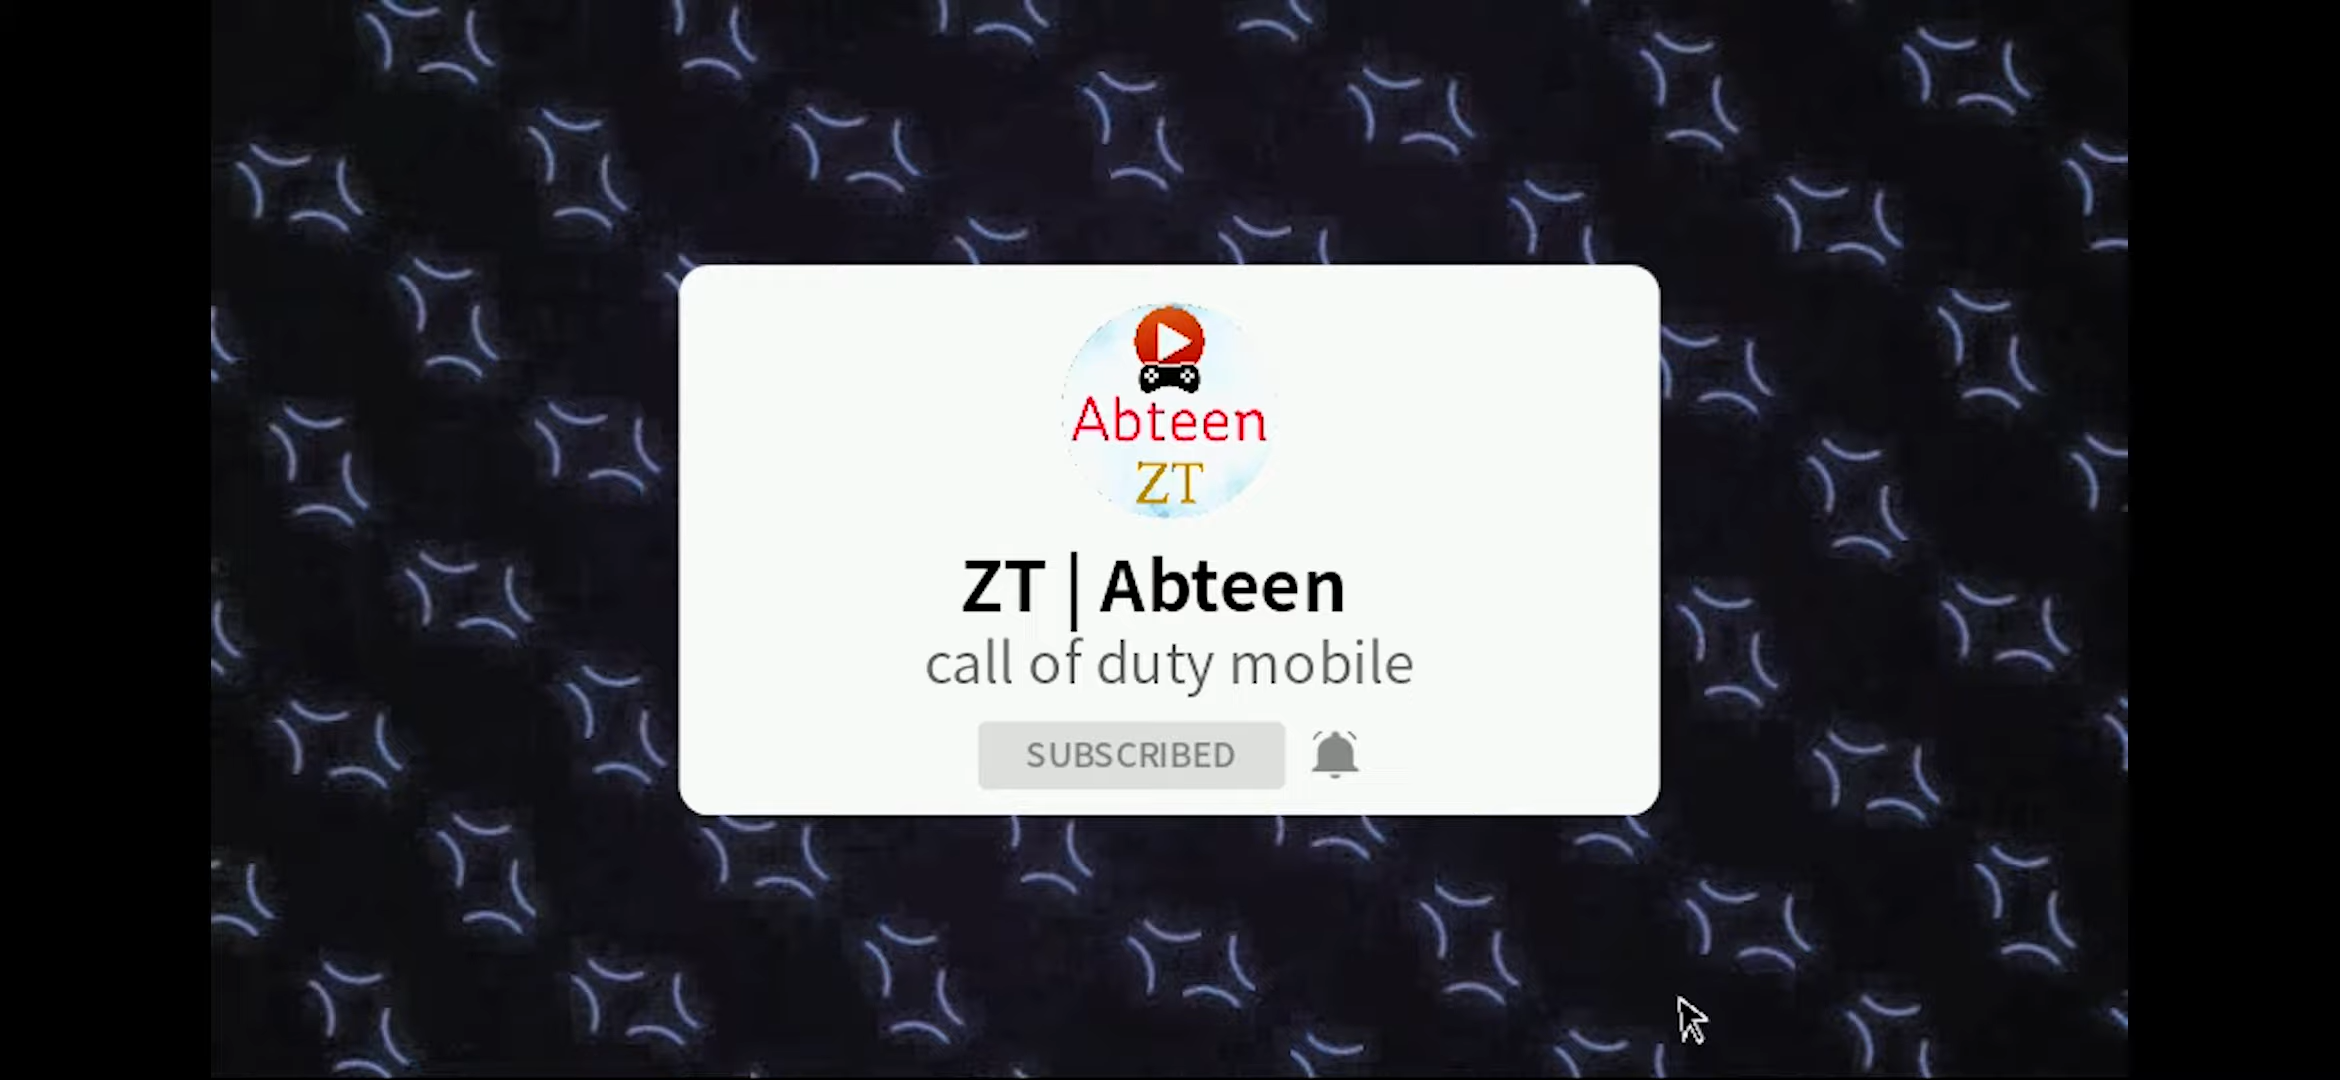 Abteen
ZT
ZT | Abteen
call of duty mobile
SUBSCRIBED